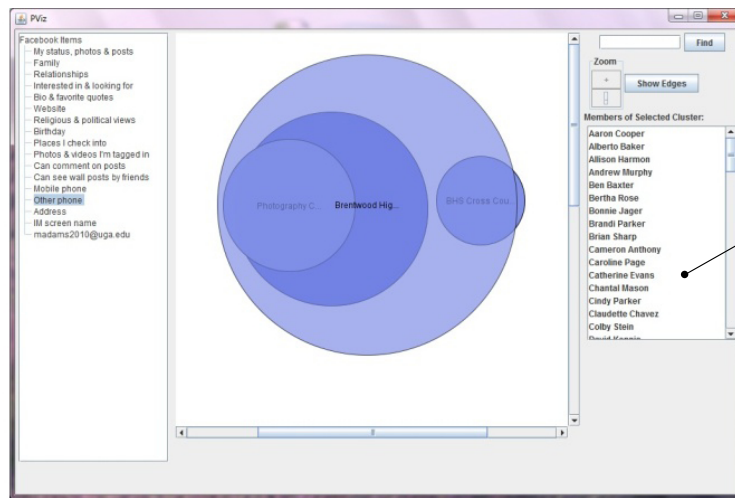 PViz
Facebook Items
My status, photos & posts
Family
Relationships
Interested in & looking for
Bio & favorite quotes
Website
Religious & political views
Birthday
Places I check into
Photos & videos I'm tagged in
Can comment on posts
Can see wall posts by friends
Mobile phone
Other phone
Address
IM screen name
madams2010@uga.edu
Photography C...
Brentwood Hig...
BHS Cross Cou...
Find
Zoom
Show Edges
Members of Selected Cluster:
Aaron Cooper
Alberto Baker
Allison Harmon
Andrew Murphy
Ben Baxter
Bertha Rose
Bonnie Jager
Brandi Parker
Brian Sharp
Cameron Anthony
Caroline Page
Catherine Evans
Chantal Mason
Cindy Parker
Claudette Chavez
Colby Stein